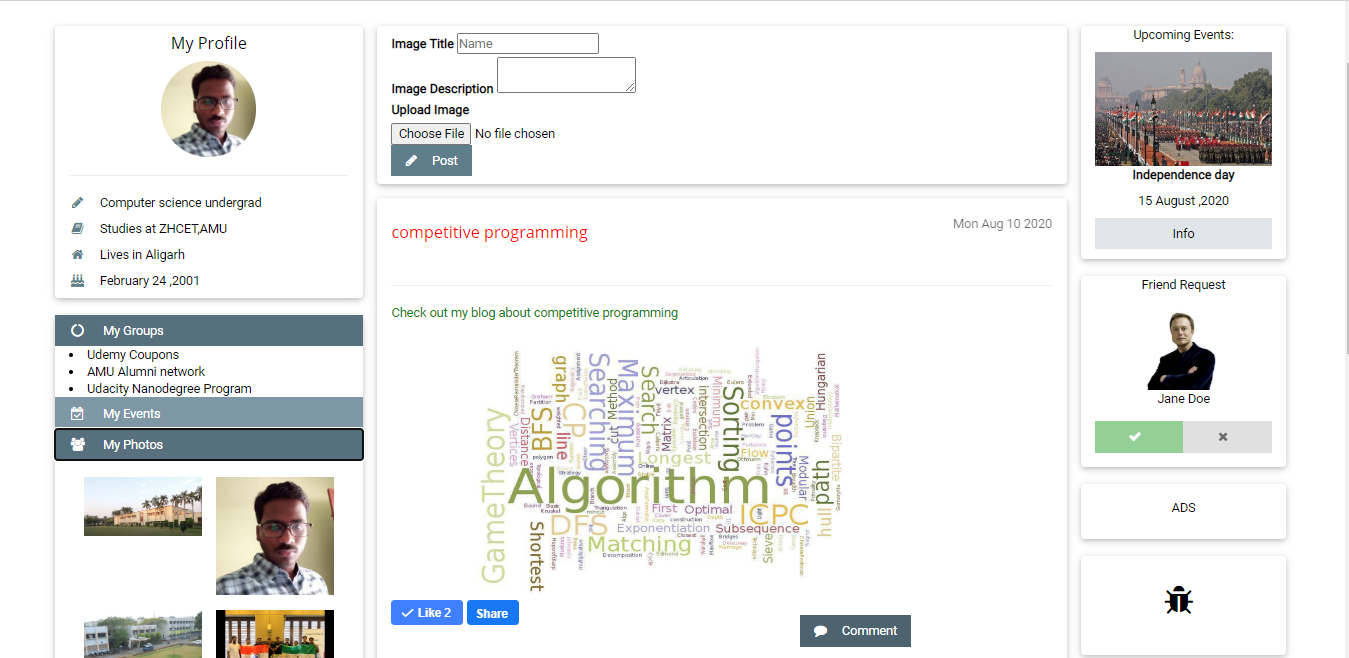 My Profile
Computer science undergrad
Studies at ZHCET,AMU
Lives in Aligarh
February 24 ,2001
My Groups
Udemy Coupons
AMU Alumni network
Udacity Nanodegree Program
My Events
My Photos
Image Title Name
Image Description
Upload Image
Choose File No file chosen
Post
competitive programming
Mon Aug 10 2020
Check out my blog about competitive programming
graph
CP
line
BFS
Distance
Vertices
Searching
cut
Method
Maximum
Search
vertex
Matrix
intersection
Minimum
Sorting
convex
points
Union
Hungarian
Flow
Longest
Modular
path
Bipartite
GameTheory
Algorithm
First
Optimal
ICPC
linu
DFS
Exponentiation
Subsequence
Shortest
Matching
Sieve
Decomposition
Like 2
Share
Comment
Upcoming Events:
Independence day
15 August ,2020
Info
Friend Request
Jane Doe
ADS